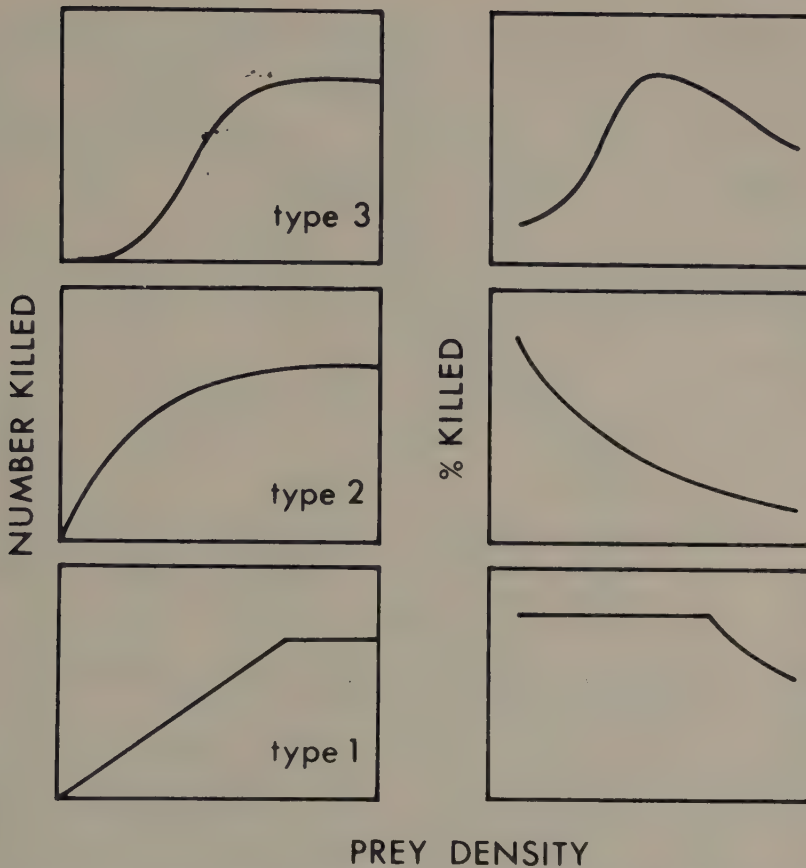 type 3
NUMBER KILLED
% KILLED
type 2
type 1
PREY DENSITY